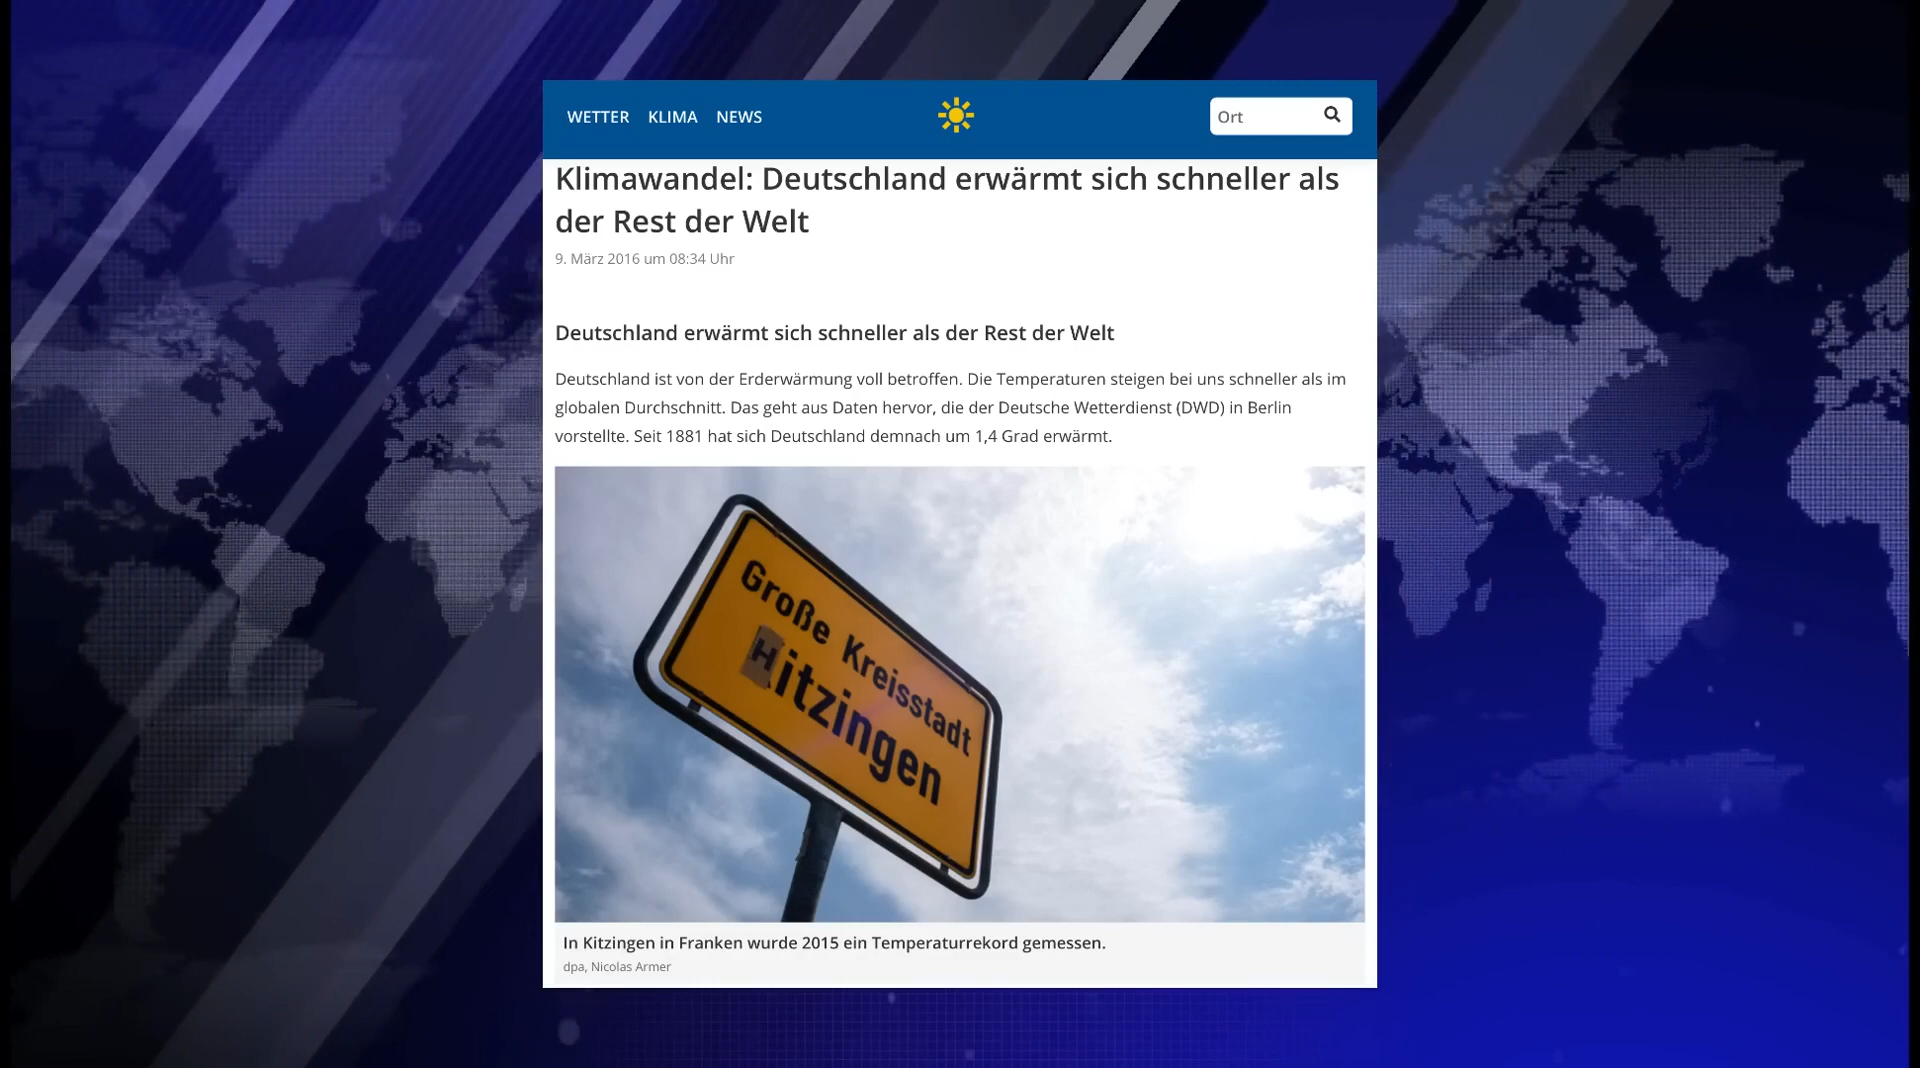 WETTER KLIMA NEWS
Ort
Klimawandel: Deutschland erwärmt sich schneller als
der Rest der Welt
9. März 2016 um 08:34 Uhr
Deutschland erwärmt sich schneller als der Rest der Welt
Deutschland ist von der Erderwärmung voll betroffen. Die Temperaturen steigen bei uns schneller als im
globalen Durchschnitt. Das geht aus Daten hervor, die der Deutsche Wetterdienst (DWD) in Berlin
vorstellte. Seit 1881 hat sich Deutschland demnach um 1,4 Grad erwärmt.
Große Kreisstadt
Hitzingen
In Kitzingen in Franken wurde 2015 ein Temperaturrekord gemessen.
dpa, Nicolas Armer